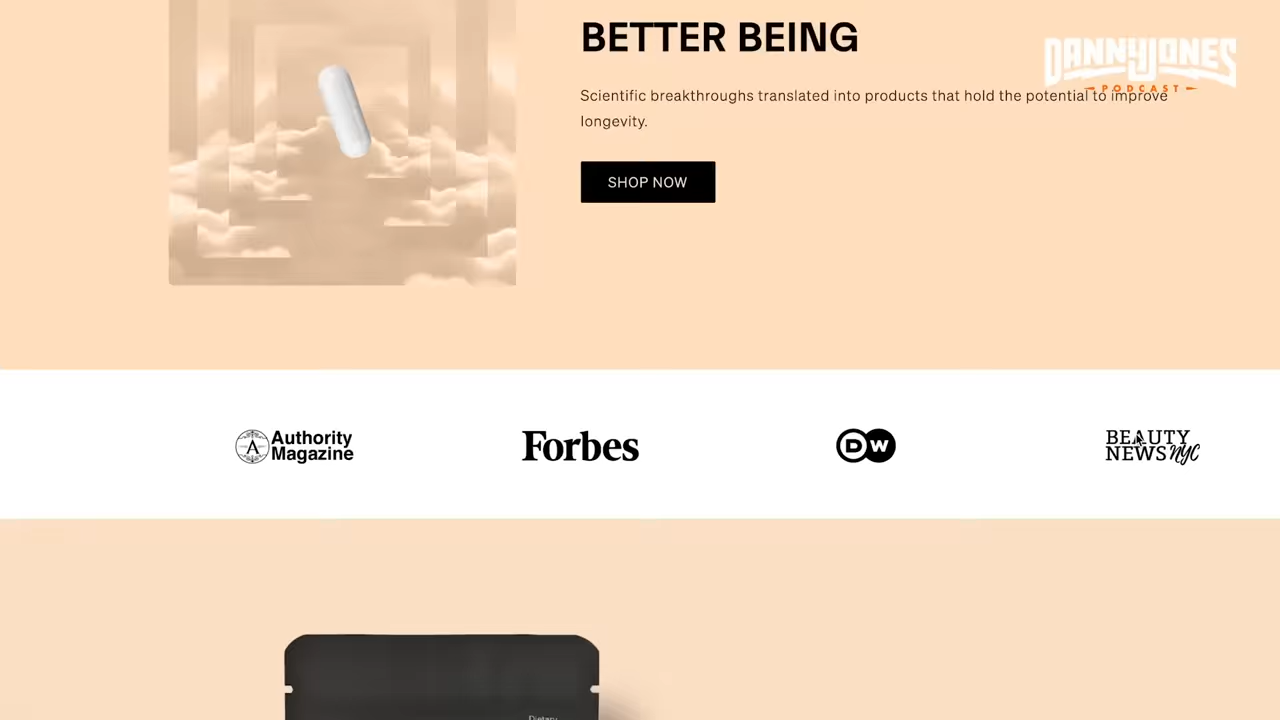 BETTER BEING
DANNY JONES
PODCAST
Scientific breakthroughs translated into products that hold the potential to improve
longevity.
SHOP NOW
Authority
Magazine
A
Forbes
DW
BEAUTY
NEWS NYC
Dietary